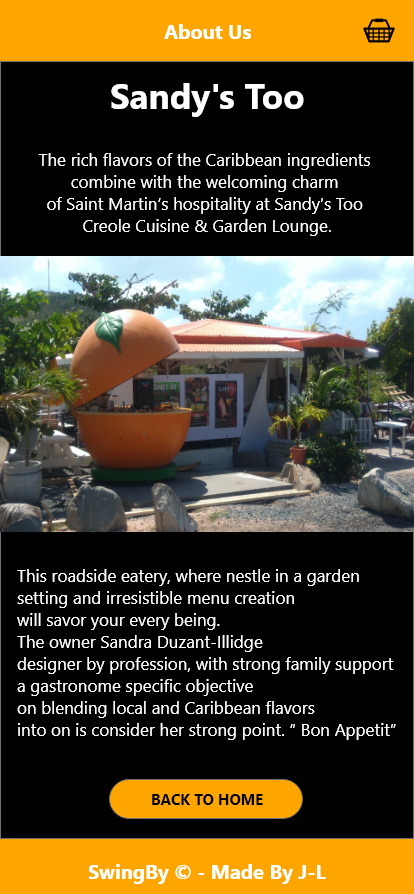 About Us
Sandy's Too
The rich flavors of the Caribbean ingredients
combine with the welcoming charm
of Saint Martin's hospitality at Sandy's Too
Creole Cuisine & Garden Lounge.
This roadside eatery, where nestle in a garden
setting and irresistible menu creation
will savor your every being.
The owner Sandra Duzant-Illidge
designer by profession, with strong family support
a gastronome specific objective
on blending local and Caribbean flavors
into on is consider her strong point. ” Bon Appetit”
BACK TO HOME
SwingBy © - Made By J-L